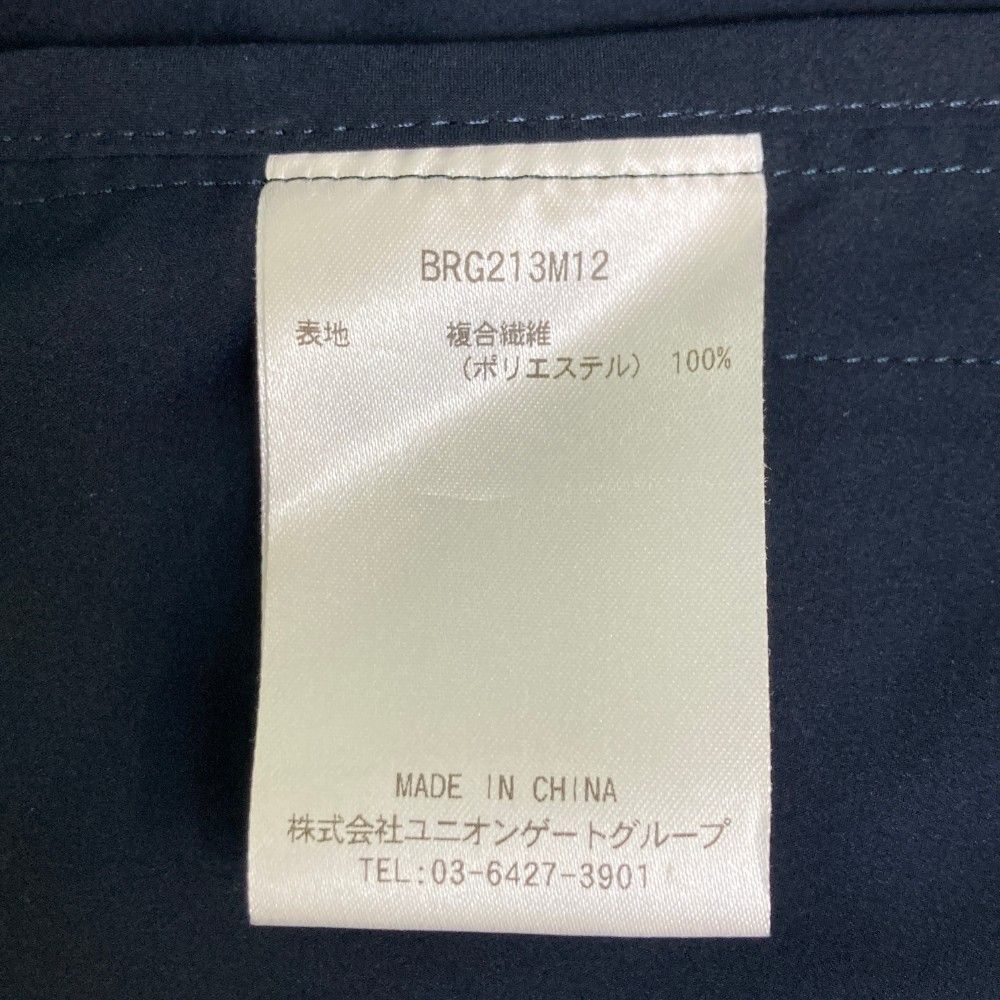 BRG213M12
表地 複合繊維
(ポリエステル) 100%
MADE IN CHINA
株式会社ユニオンゲートグループ
TEL:03-6427-3901